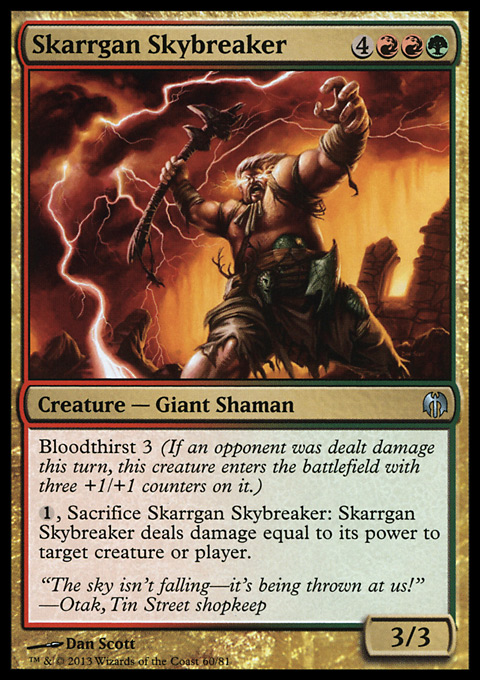 Skarrgan Skybreaker 4
Creature — Giant Shaman
Bloodthirst 3 (If an opponent was dealt damage
this turn, this creature enters the battlefield with
three +1/+1 counters on it.)
1, Sacrifice Skarrgan Skybreaker: Skarrgan
Skybreaker deals damage equal to its power to
target creature or player.
“The sky isn’t falling—it’s being thrown at us!”
—Otak, Tin Street shopkeep
Dan Scott
3/3
™ & © 2013 Wizards of the Coast 60/81